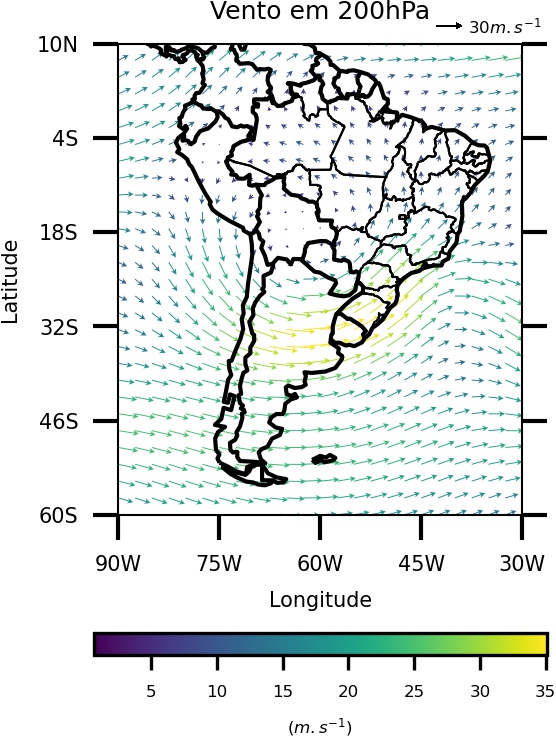 Vento em 200hPa
30m.s⁻¹
10N
4S
18S
32S
46S
60S
Latitude
90W 75W 60W 45W 30W
Longitude
5 10 15 20 25 30 35
(m.s⁻¹)